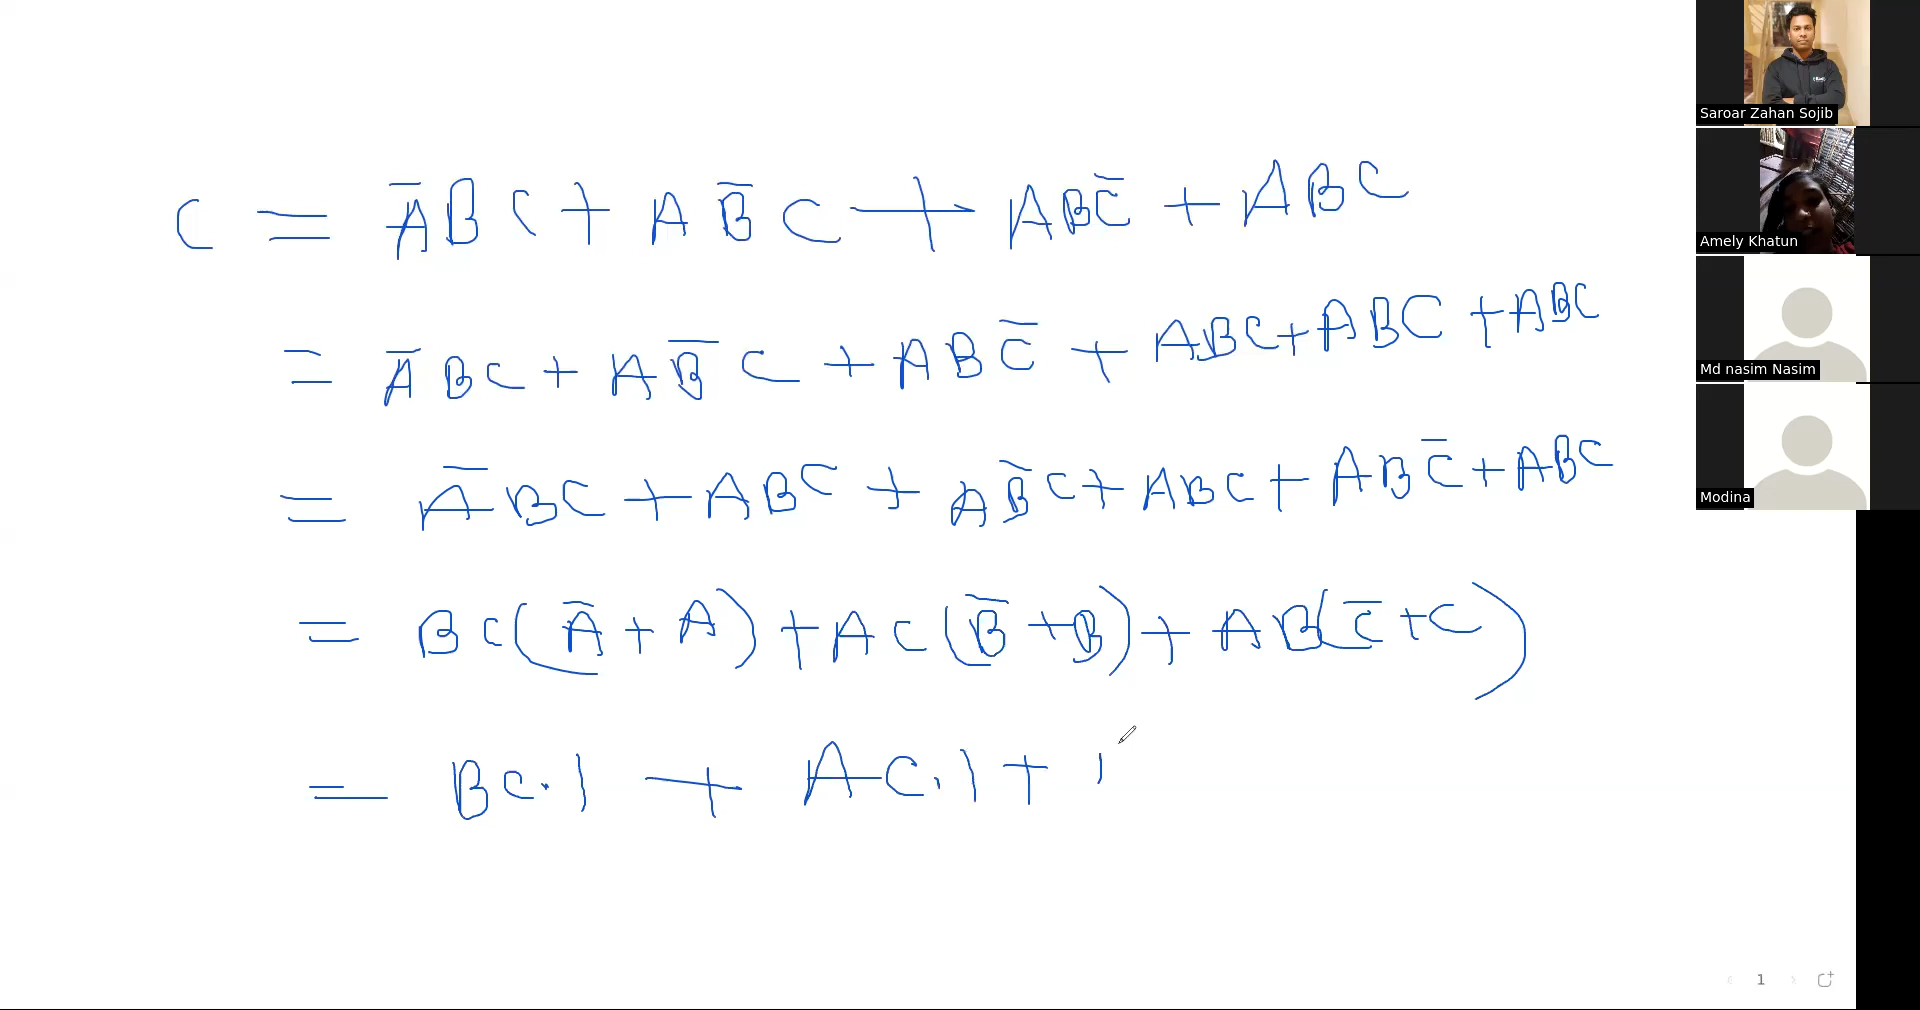 C = A̅BC + AB̅C + ABC̅ + ABC
= A̅BC + AB̅C + ABC̅ + ABC + ABC + ABC
= A̅BC + ABC + AB̅C + ABC + ABC̅ + ABC
= BC(A̅ + A) + AC(B̅ + B) + AB(C̅ + C)
= BC.1 + AC.1 +
Saroar Zahan Sojib
Amely Khatun
Md nasim Nasim
Modina
1